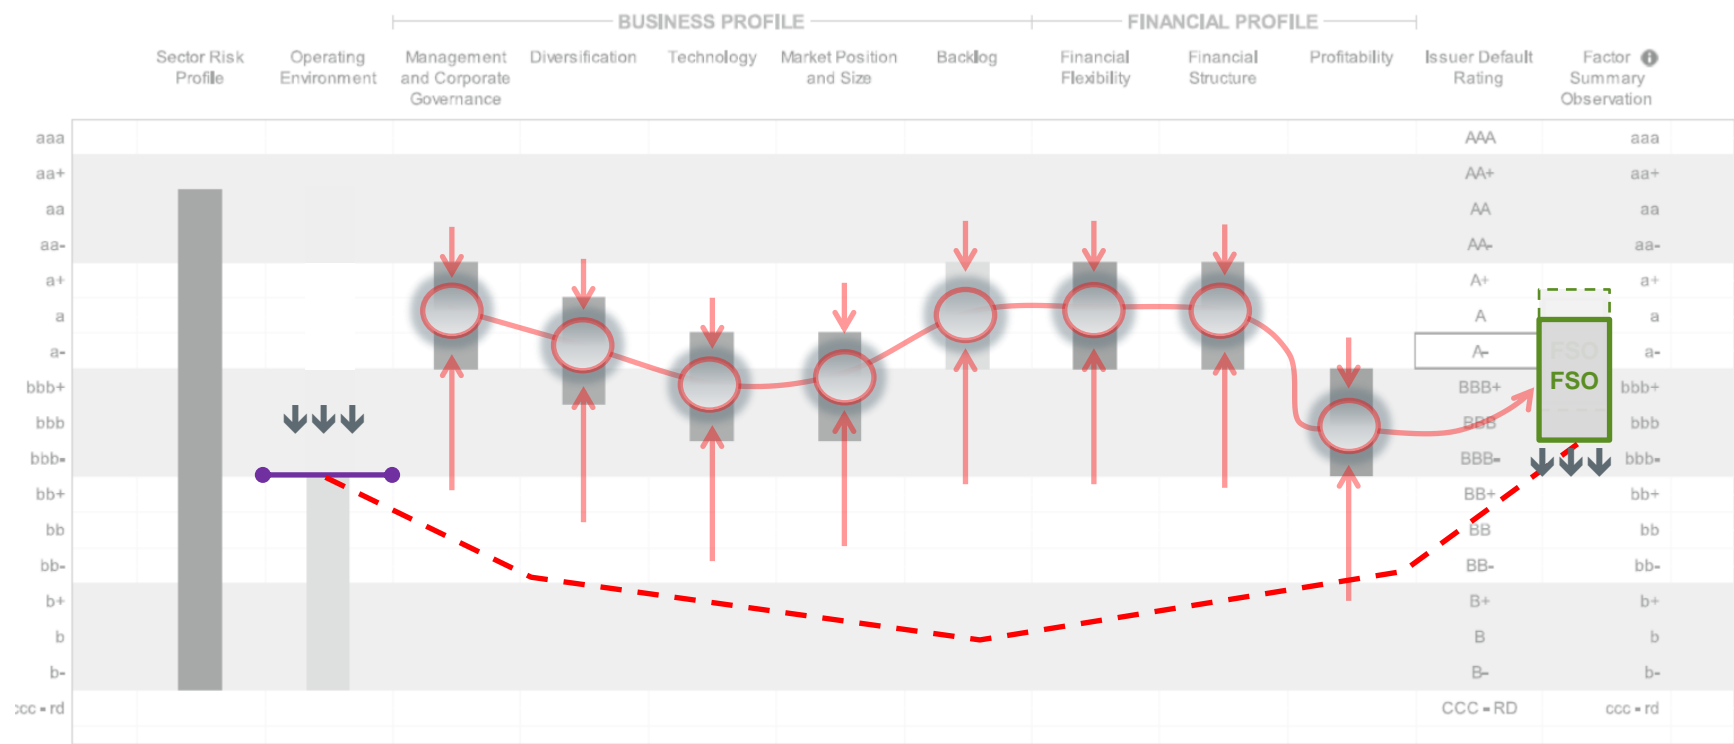 BUSINESS PROFILE
FINANCIAL PROFILE
Sector Risk
Profile
Operating
Environment
Management
and Corporate
Governance
Diversification
Technology
Market Position
and Size
Backlog
Financial
Flexibility
Financial
Structure
Profitability
Issuer Default
Rating
Factor
Summary
Observation
aaa AAA aaa
aa+ AA+ aa+
aa AA aa
aa- AA- aa-
a+ A+ a+
a A a
a- A- FSO a-
bbb+ BBB+ FSO bbb+
bbb BBB bbb
bbb- BBB- bbb-
bb+ BB+ bb+
bb BB bb
bb- BB- bb-
b+ B+ b+
b B b
b- B- b-
ccc - rd CCC - RD ccc - rd